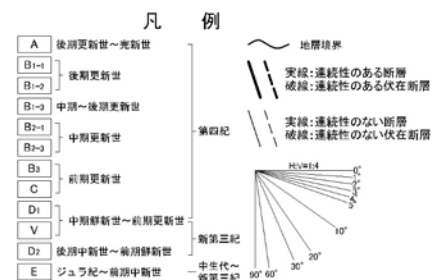 凡 例
A 後期更新世～完新世
B1-1
B1-2
後期更新世
B1-3 中期～後期更新世
B2-1
B2-3
中期更新世
B3
C
前期更新世
D1
V
中期鮮新世～前期更新世
D2 後期中新世～前期鮮新世
E ジュラ紀～前期中新世
第四紀
新第三紀
中生代～
新第三紀
地層境界
実線:連続性のある断層
破線:連続性のある伏在断層
実線:連続性のない断層
破線:連続性のない伏在断層
H:V=1:4
0°
1°
2°
3°
4°
5°
10°
20°
30°
60°
90°